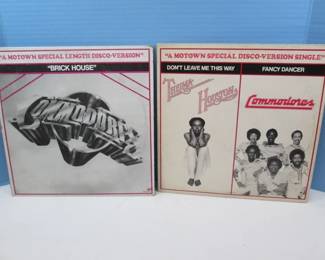 "A MOTOWN SPECIAL LENGTH DISCO-VERSION"
"BRICK HOUSE"
COMMODORES
"A MOTOWN SPECIAL DISCO-VERSION SINGLE"
DON'T LEAVE ME THIS WAY
FANCY DANCER
Thelma
Houston
Commodores